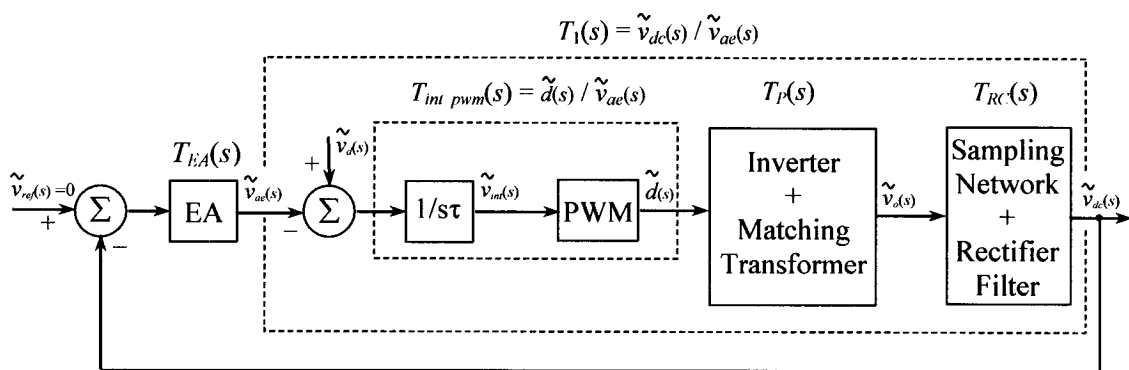 T₁(s) = ṽdc(s) / ṽae(s)
Tint pwm(s) = d̃(s) / ṽae(s)
TP(s)
TRC(s)
TEA(s)
+
ṽd(s)
ṽref(s) =0
+
Σ
−
EA
ṽae(s)
−
Σ
1/sτ
ṽint(s)
PWM
d̃(s)
Inverter
+
Matching
Transformer
ṽo(s)
Sampling
Network
+
Rectifier
Filter
ṽdc(s)